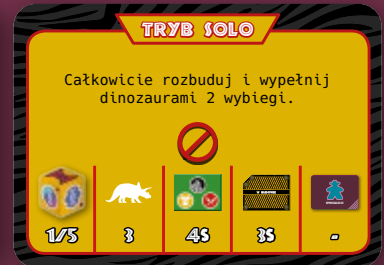 TRYB SOLO
Całkowicie rozbuduj i wypełnij
dinozaurami 2 wybiegi.
1/5 3 4$ 3$ -